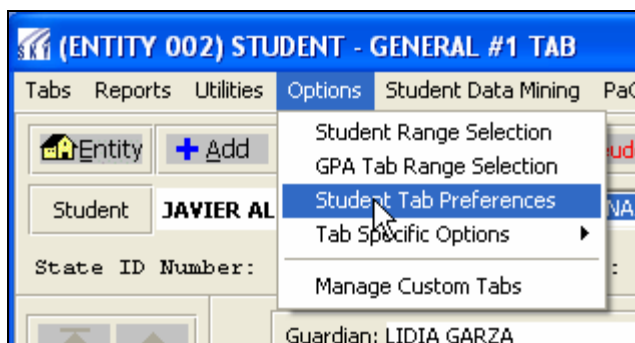 (ENTITY 002) STUDENT - GENERAL #1 TAB
Tabs Reports Utilities Options Student Data Mining
Entity Add
Student Range Selection
GPA Tab Range Selection
Student JAVIER
Student Tab Preferences
Tab Specific Options
State ID Number: :
Manage Custom Tabs
Guardian: LIDIA GARZA